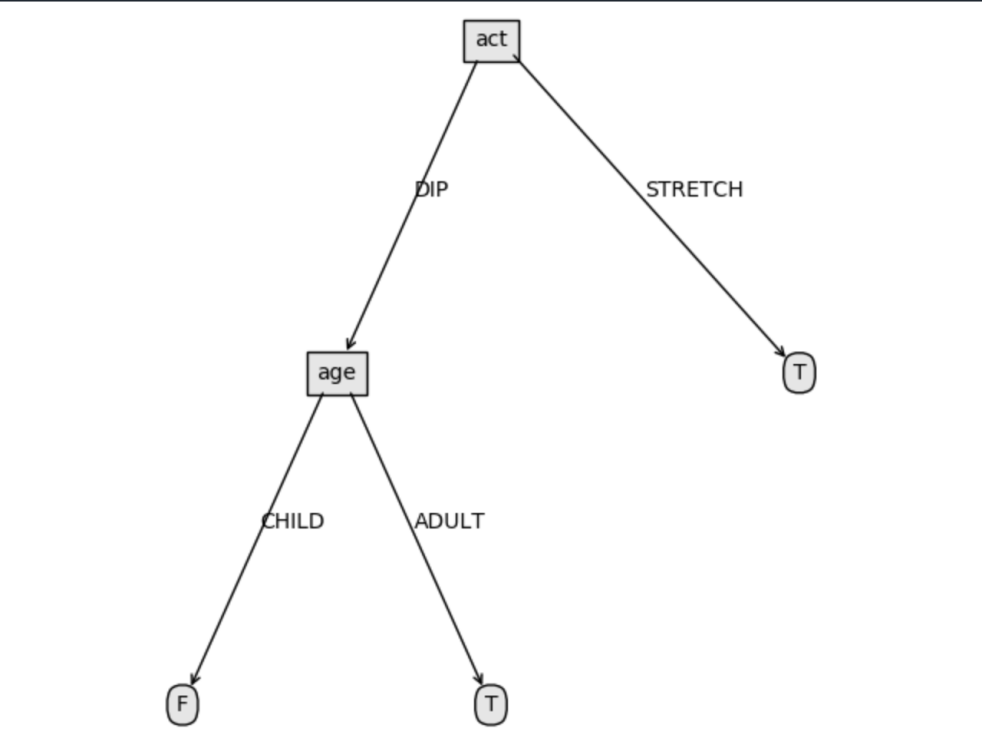 act
DIP
STRETCH
age
T
CHILD
ADULT
F
T